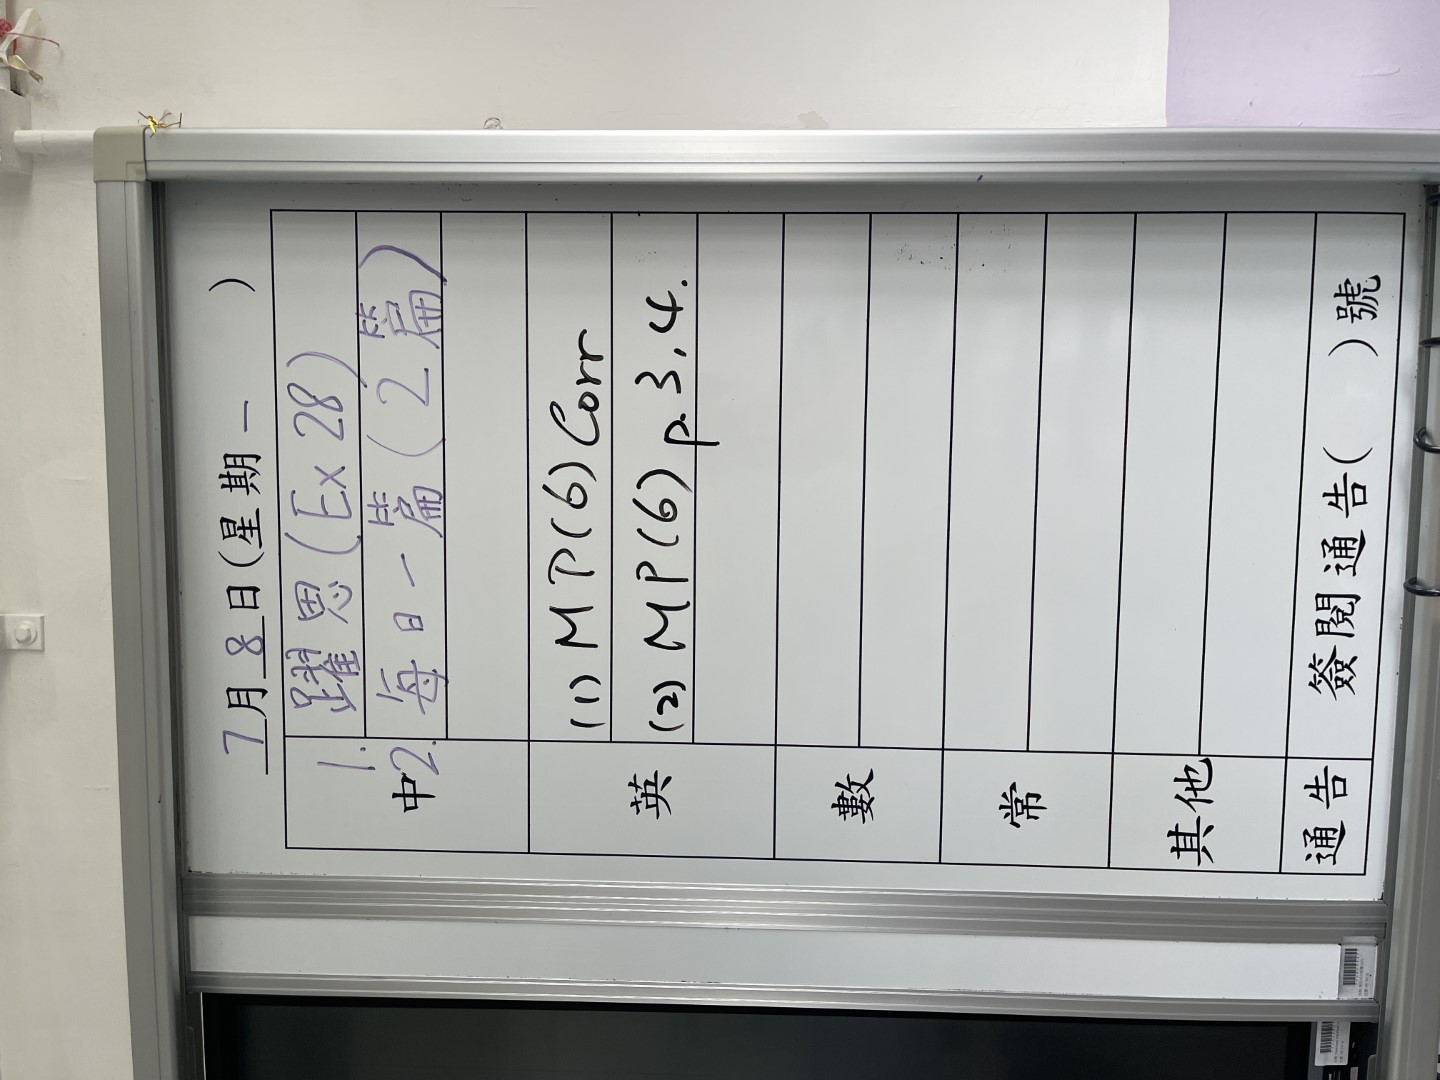 7月8日(星期一)
中
1. 躍思(Ex 28)
2. 每日一篇(2篇)
英
(1) MP(6) Corr
(2) MP(6) p.3,4.
數
常
其他
通告 簽閱通告( )號